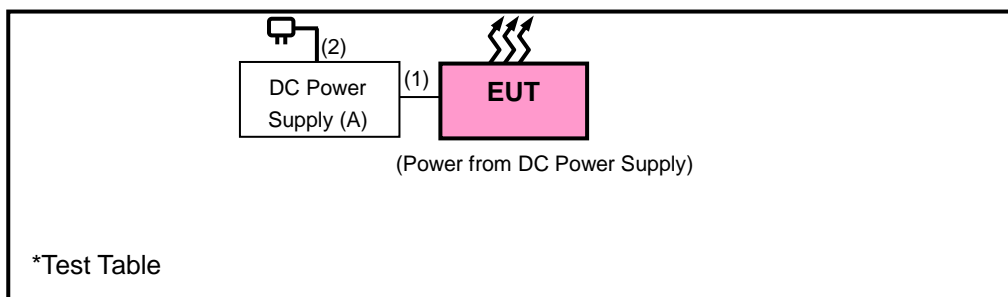 (2)
DC Power
Supply (A)
(1)
EUT
(Power from DC Power Supply)
*Test Table